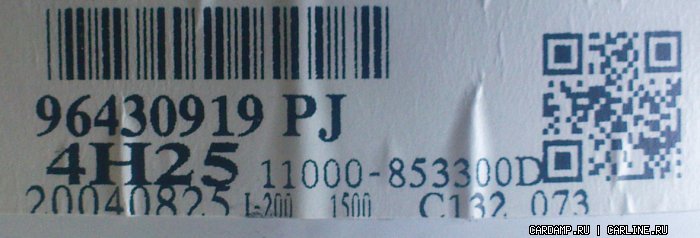 96430919 PJ
4H25 11000-853300D
20040825 L-200 1500 C132 073
CARDAMP.RU | CARLINE.RU